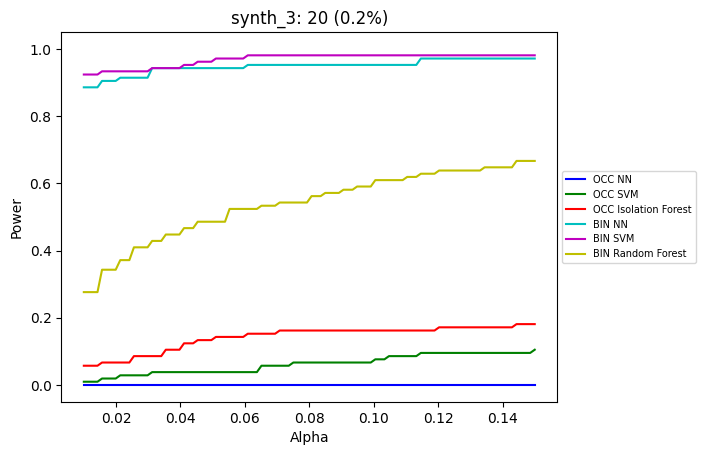 synth_3: 20 (0.2%)
Power
1.0
0.8
0.6
0.4
0.2
0.0
0.02 0.04 0.06 0.08 0.10 0.12 0.14
Alpha
OCC NN
OCC SVM
OCC Isolation Forest
BIN NN
BIN SVM
BIN Random Forest